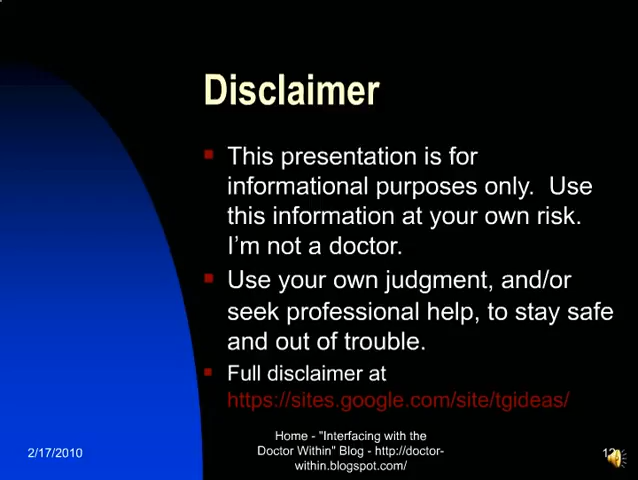 Disclaimer
This presentation is for
informational purposes only.  Use
this information at your own risk.
I’m not a doctor.
Use your own judgment, and/or
seek professional help, to stay safe
and out of trouble.
Full disclaimer at
https://sites.google.com/site/tgideas/
2/17/2010
Home - "Interfacing with the
Doctor Within" Blog - http://doctor-
within.blogspot.com/